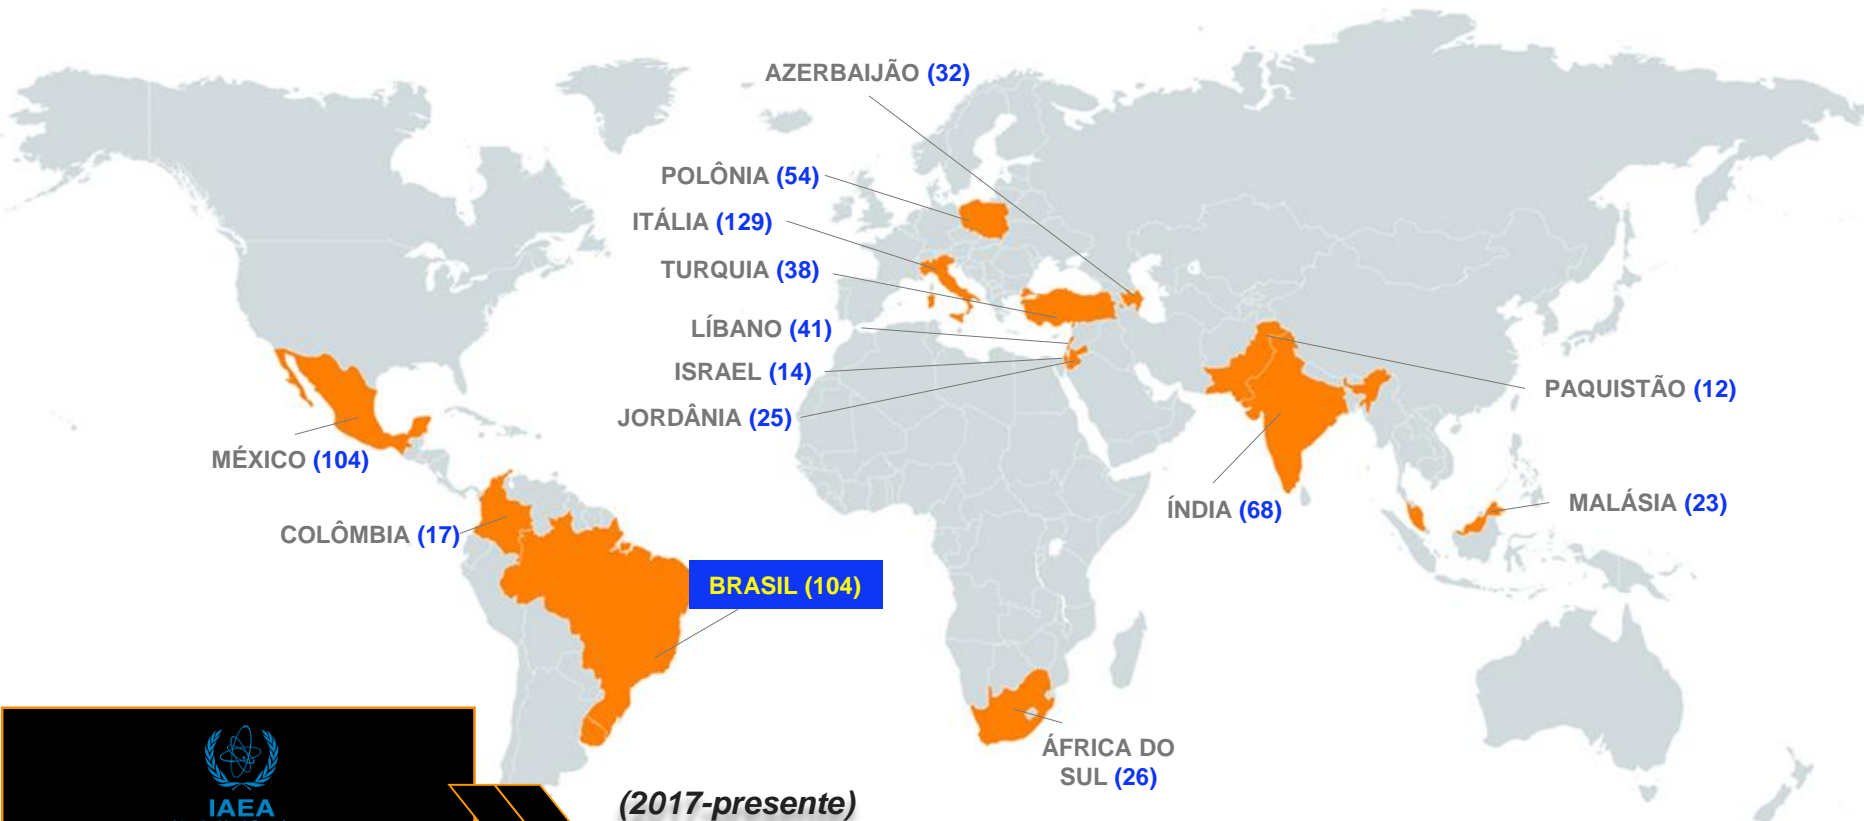 AZERBAIJÃO (32)
POLÔNIA (54)
ITÁLIA (129)
TURQUIA (38)
LÍBANO (41)
ISRAEL (14)
JORDÂNIA (25)
PAQUISTÃO (12)
MÉXICO (104)
ÍNDIA (68)
MALÁSIA (23)
COLÔMBIA (17)
BRASIL (104)
ÁFRICA DO
SUL (26)
IAEA
(2017-presente)